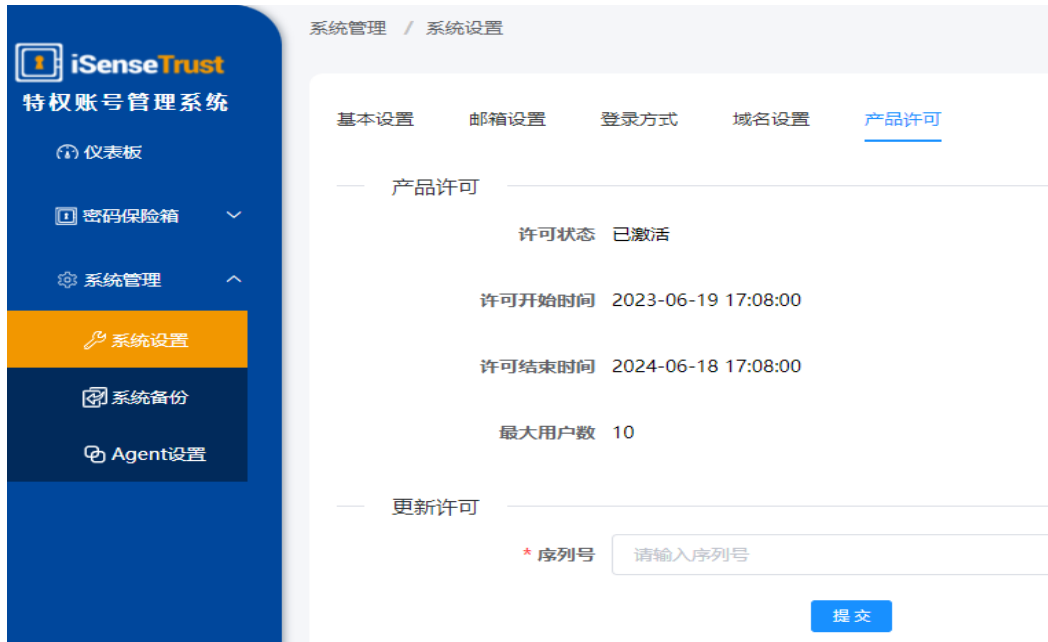 系统管理 / 系统设置
iSenseTrust
特权账号管理系统
仪表板
密码保险箱
系统管理
系统设置
系统备份
Agent设置
基本设置 邮箱设置 登录方式 域名设置 产品许可
产品许可
许可状态 已激活
许可开始时间 2023-06-19 17:08:00
许可结束时间 2024-06-18 17:08:00
最大用户数 10
更新许可
* 序列号 请输入序列号
提交